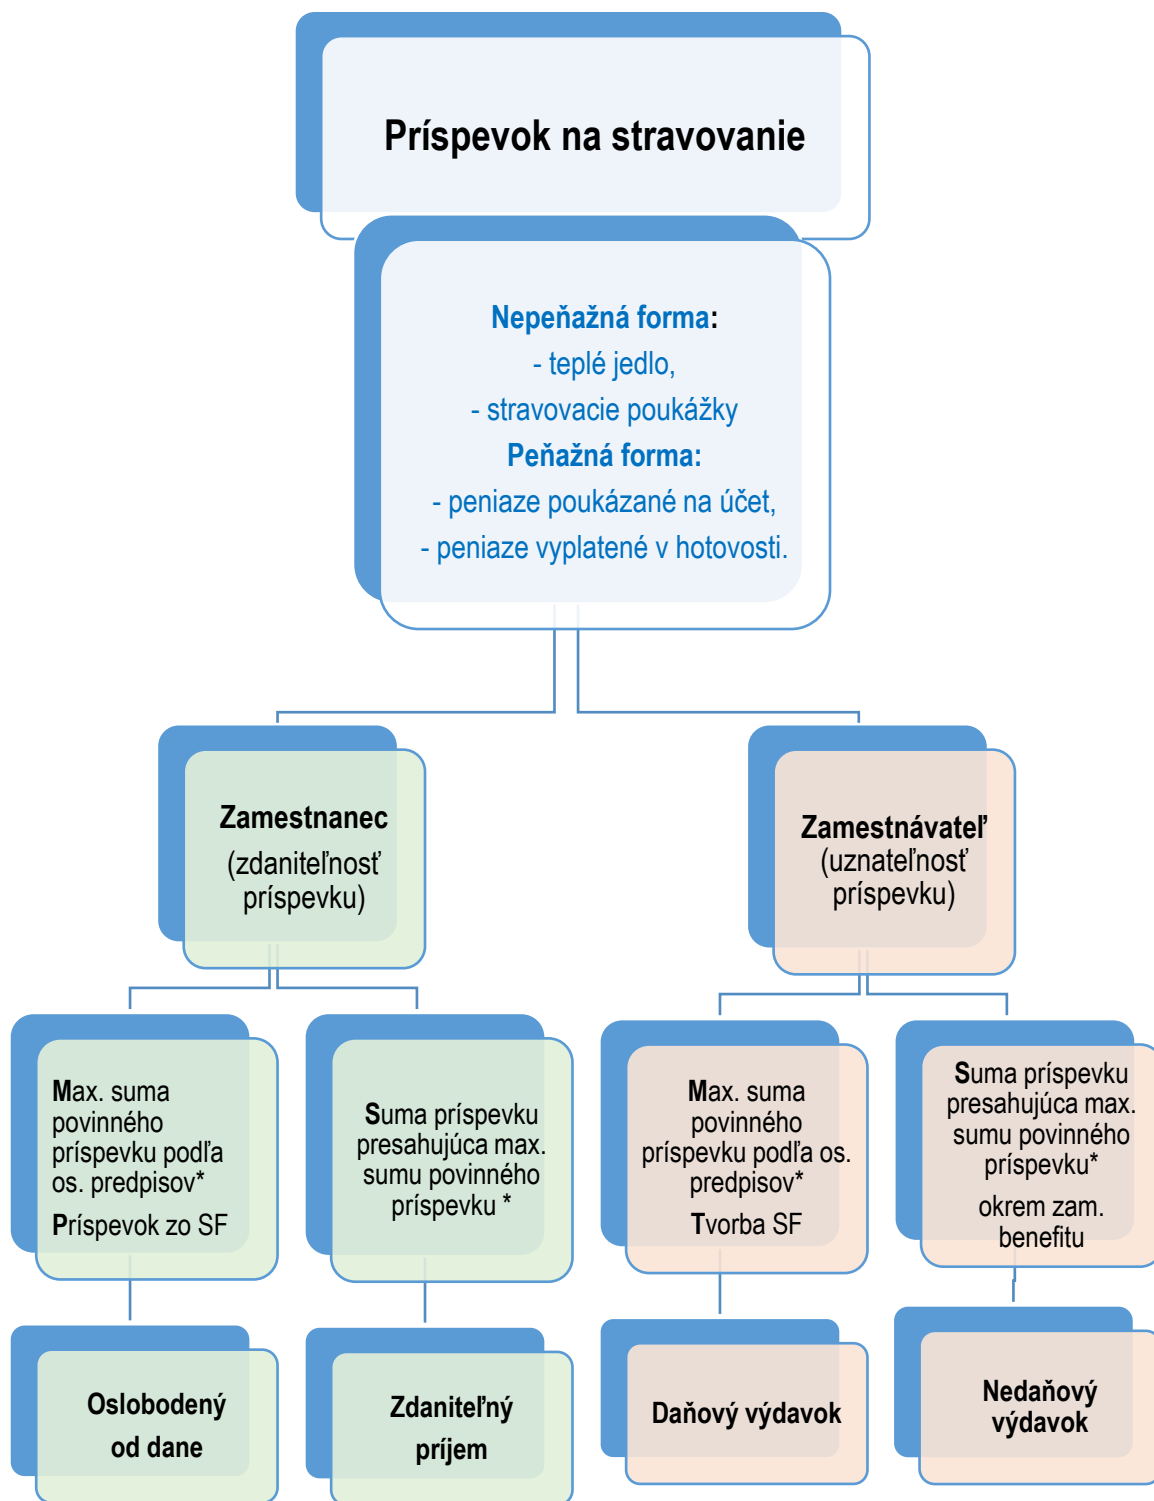 Príspevok na stravovanie
Nepeňažná forma:
- teplé jedlo,
- stravovacie poukážky
Peňažná forma:
- peniaze poukázané na účet,
- peniaze vyplatené v hotovosti.
Zamestnanec
(zdaniteľnosť
príspevku)
Zamestnávateľ
(uznateľnosť
príspevku)
Max. suma
povinného
príspevku podľa
os. predpisov*
Príspevok zo SF
Suma príspevku
presahujúca max.
sumu povinného
príspevku *
Max. suma
povinného
príspevku podľa os.
predpisov*
Tvorba SF
Suma príspevku
presahujúca max.
sumu povinného
príspevku*
okrem zam.
benefitu
Oslobodený
od dane
Zdaniteľný
príjem
Daňový výdavok
Nedaňový
výdavok